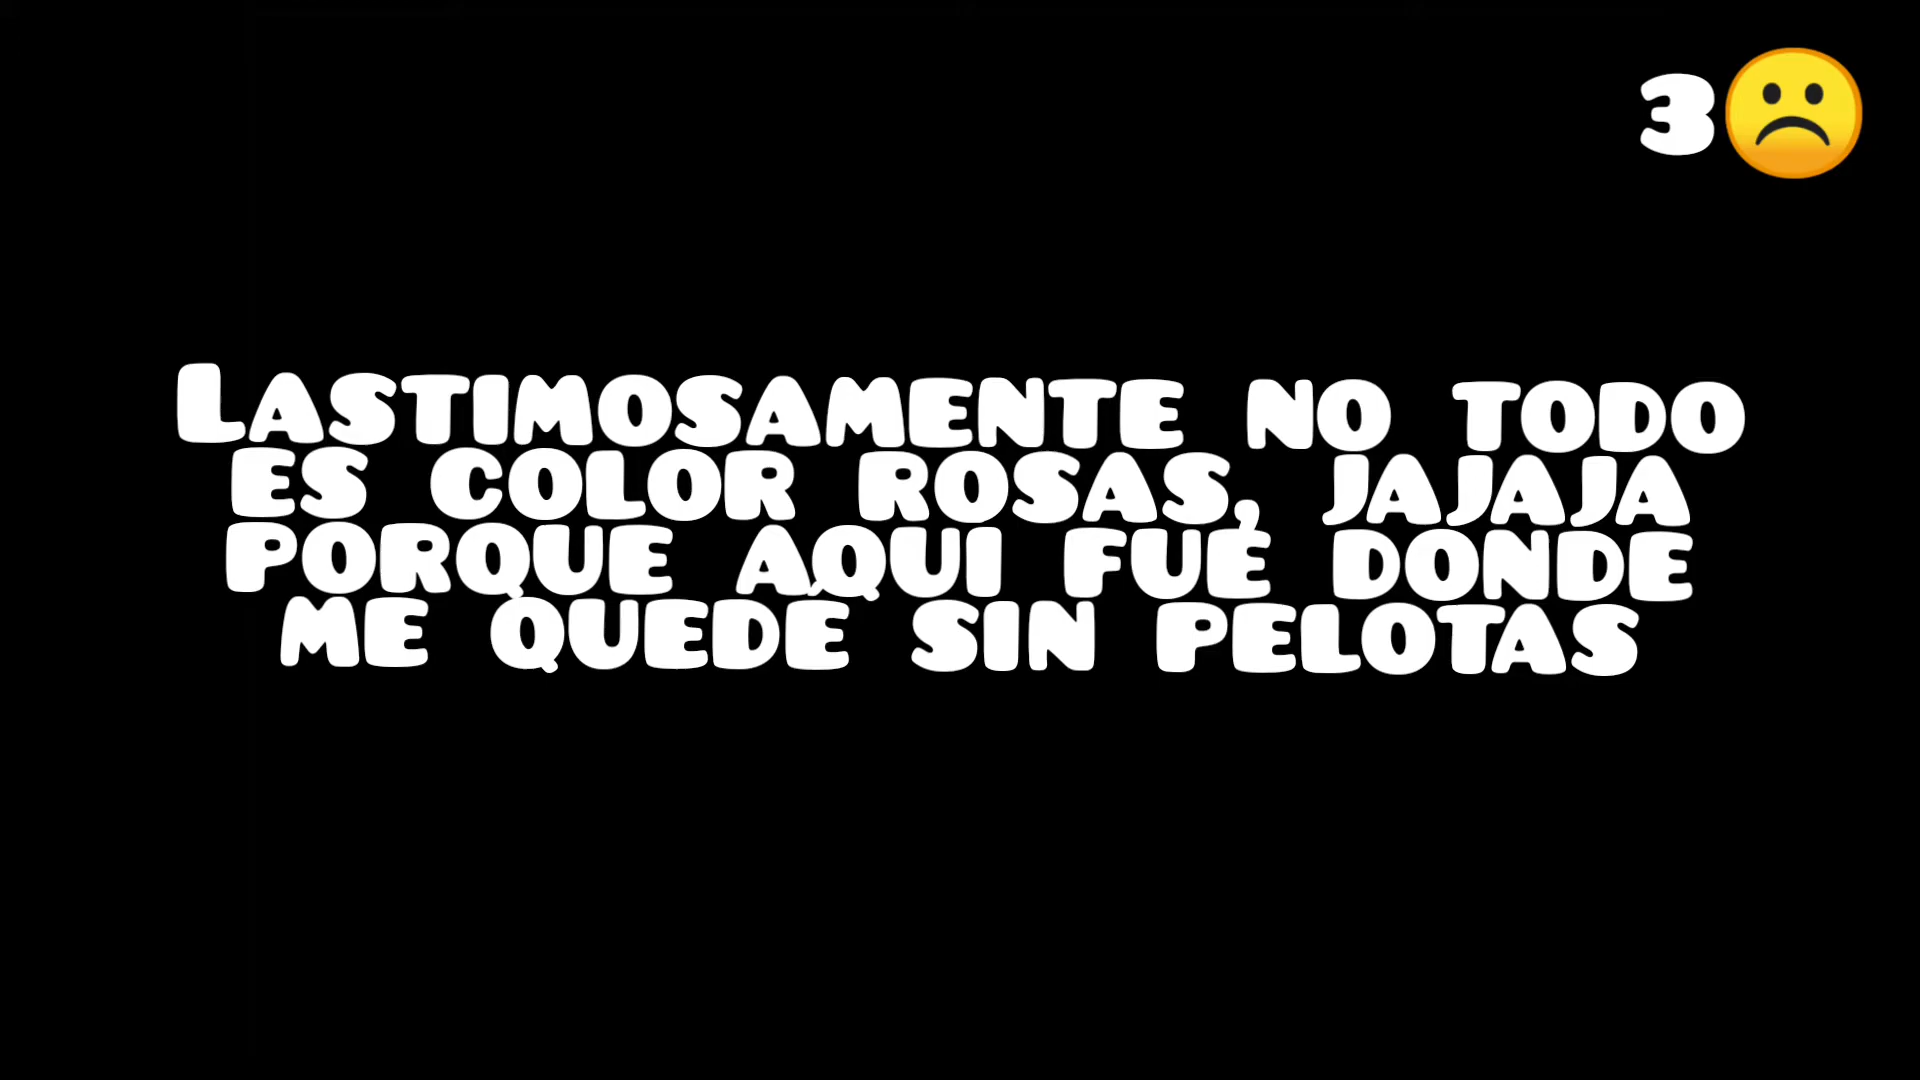 3☹️
Lastimosamente no todo
es color rosas, jajaja
porque aqui fué donde
me quedé sin pelotas